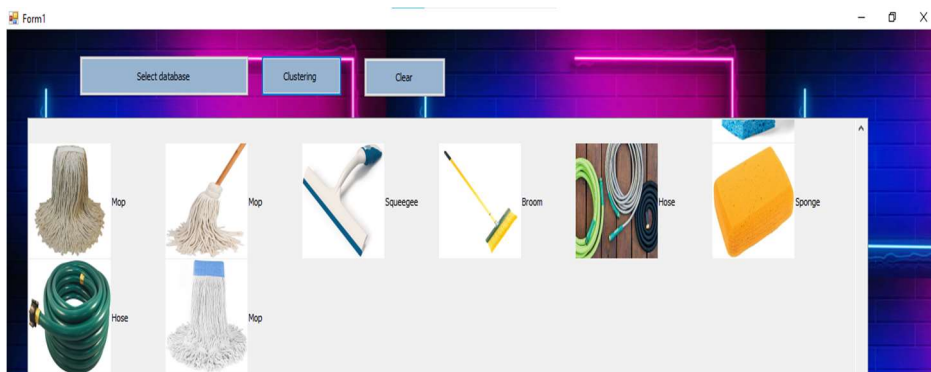 Form1
Select database
Clustering
Clear
Mop
Mop
Squeegee
Broom
Hose
Sponge
Hose
Mop